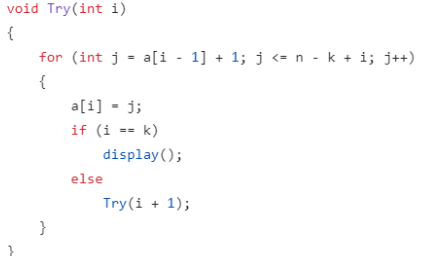 void Try(int i)
{
    for (int j = a[i - 1] + 1; j <= n - k + i; j++)
    {
        a[i] = j;
        if (i == k)
            display();
        else
            Try(i + 1);
    }
}